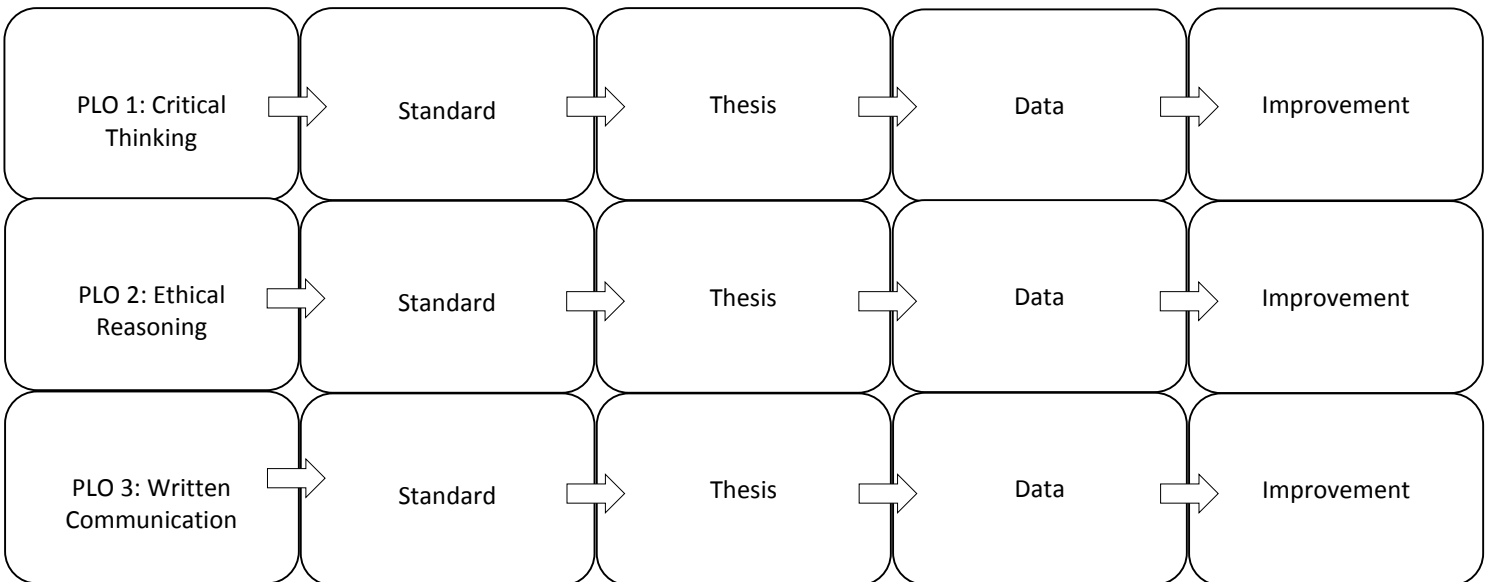 PLO 1: Critical
Thinking
Standard
Thesis
Data
Improvement
PLO 2: Ethical
Reasoning
Standard
Thesis
Data
Improvement
PLO 3: Written
Communication
Standard
Thesis
Data
Improvement